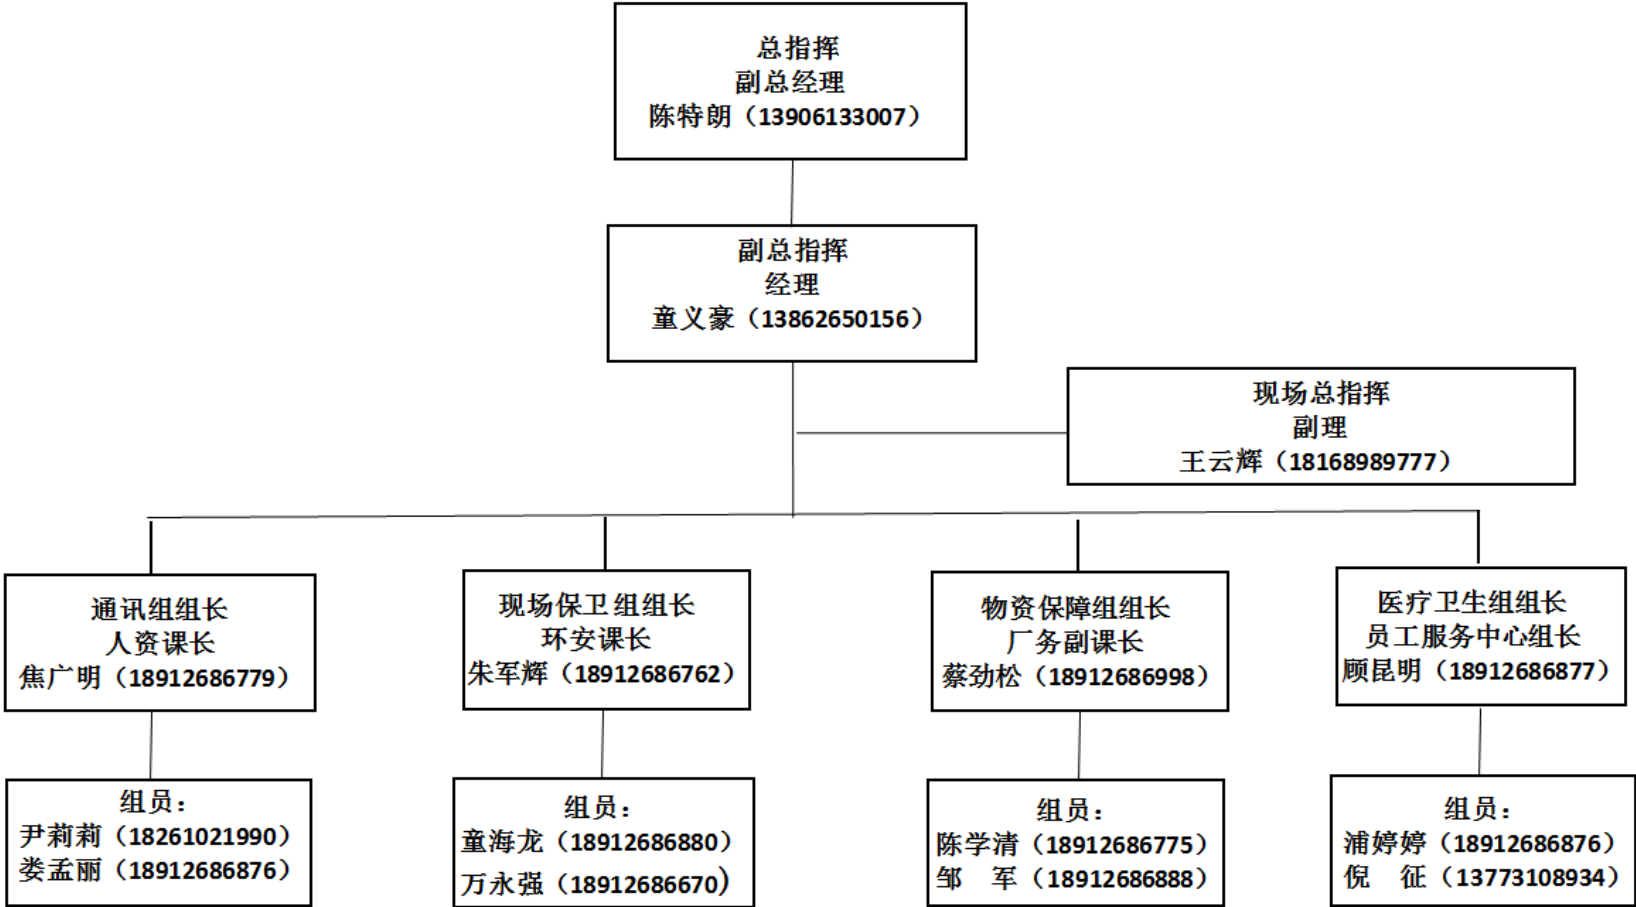 总指挥
副总经理
陈特朗（13906133007）
副总指挥
经理
童义豪（13862650156）
现场总指挥
副理
王云辉（18168989777）
通讯组组长
人资课长
焦广明（18912686779）
现场保卫组组长
环安课长
朱军辉（18912686762）
物资保障组组长
厂务副课长
蔡劲松（18912686998）
医疗卫生组组长
员工服务中心组长
顾昆明（18912686877）
组员：
尹莉莉（18261021990）
娄孟丽（18912686876）
组员：
童海龙（18912686880）
万永强（18912686670）
组员：
陈学清（18912686775）
邹　军（18912686888）
组员：
浦婷婷（18912686876）
倪　征（13773108934）